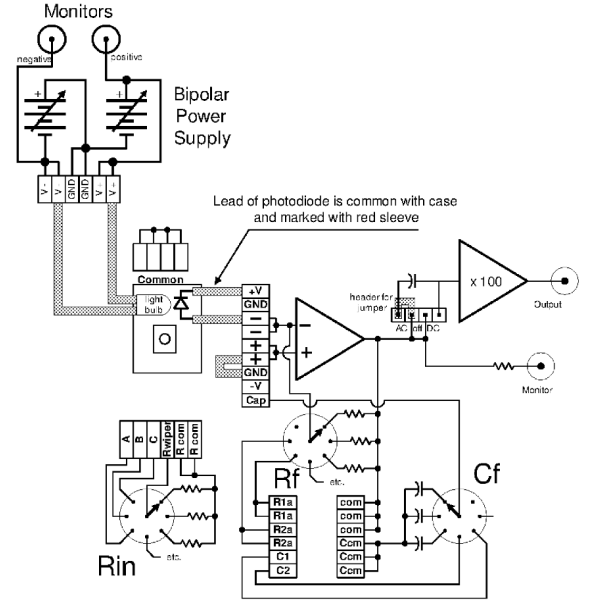 Monitors
negative
positive
+
+
Bipolar
Power
Supply
V -
V -
GND
GND
V +
V +
Lead of photodiode is common with case
and marked with red sleeve
Common
light
bulb
+V
GND
−
−
+
+
GND
-V
Cap
−
+
header for
jumper
AC
off
DC
x 100
Output
Monitor
A
B
C
Rwiper
R com
R com
etc.
Rin
Rf
etc.
R1a
R1a
R2a
R2a
C1
C2
com
com
com
Ccm
Ccm
Ccm
Cf